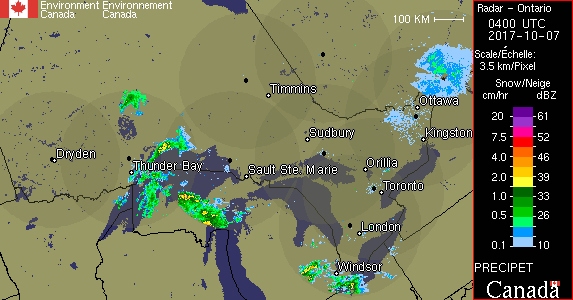 Environment Environnement
Canada Canada
100 KM
Radar - Ontario
0400 UTC
2017-10-07
Scale/Échelle:
3.5 km/Pixel
Snow/Neige
cm/hr dBZ
20 61
7.5 57
5.0 52
4.0 46
2.0 39
1.0 33
0.5 26
0.1 10
PRECIPET
Canada
Timmins
Ottawa
Sudbury
Kingston
Dryden
Thunder Bay
Sault Ste. Marie
Orillia
Toronto
London
Windsor